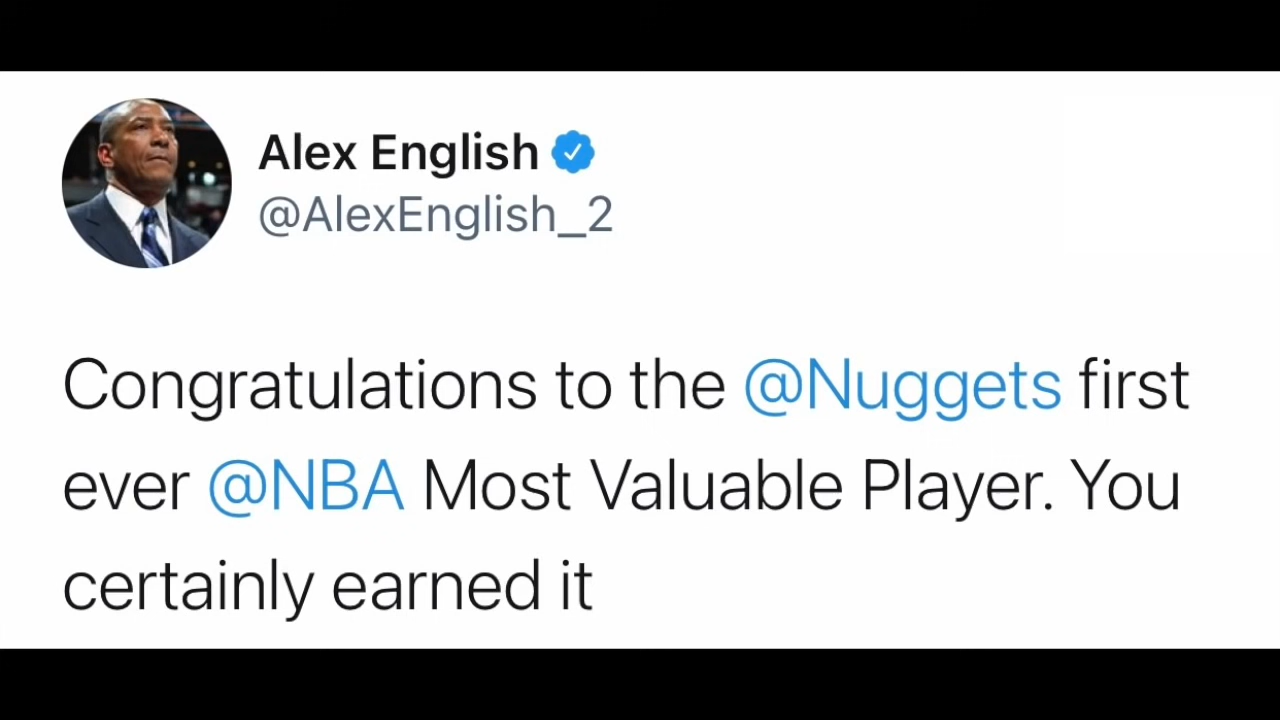 Alex English
@AlexEnglish_2
Congratulations to the @Nuggets first
ever @NBA Most Valuable Player. You
certainly earned it